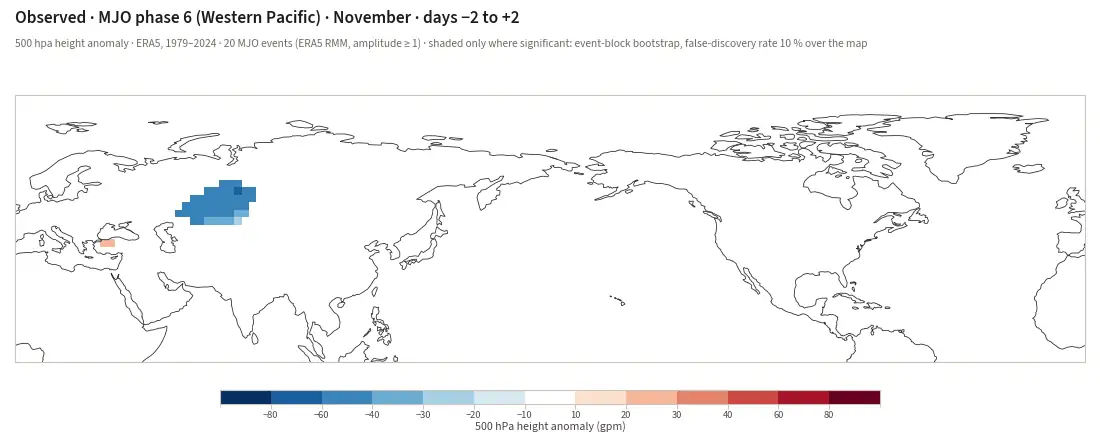 Observed · MJO phase 6 (Western Pacific) · November · days −2 to +2
500 hpa height anomaly · ERA5, 1979–2024 · 20 MJO events (ERA5 RMM, amplitude ≥ 1) · shaded only where significant: event-block bootstrap, false-discovery rate 10 % over the map
−80 −60 −40 −30 −20 −10 10 20 30 40 60 80
500 hPa height anomaly (gpm)